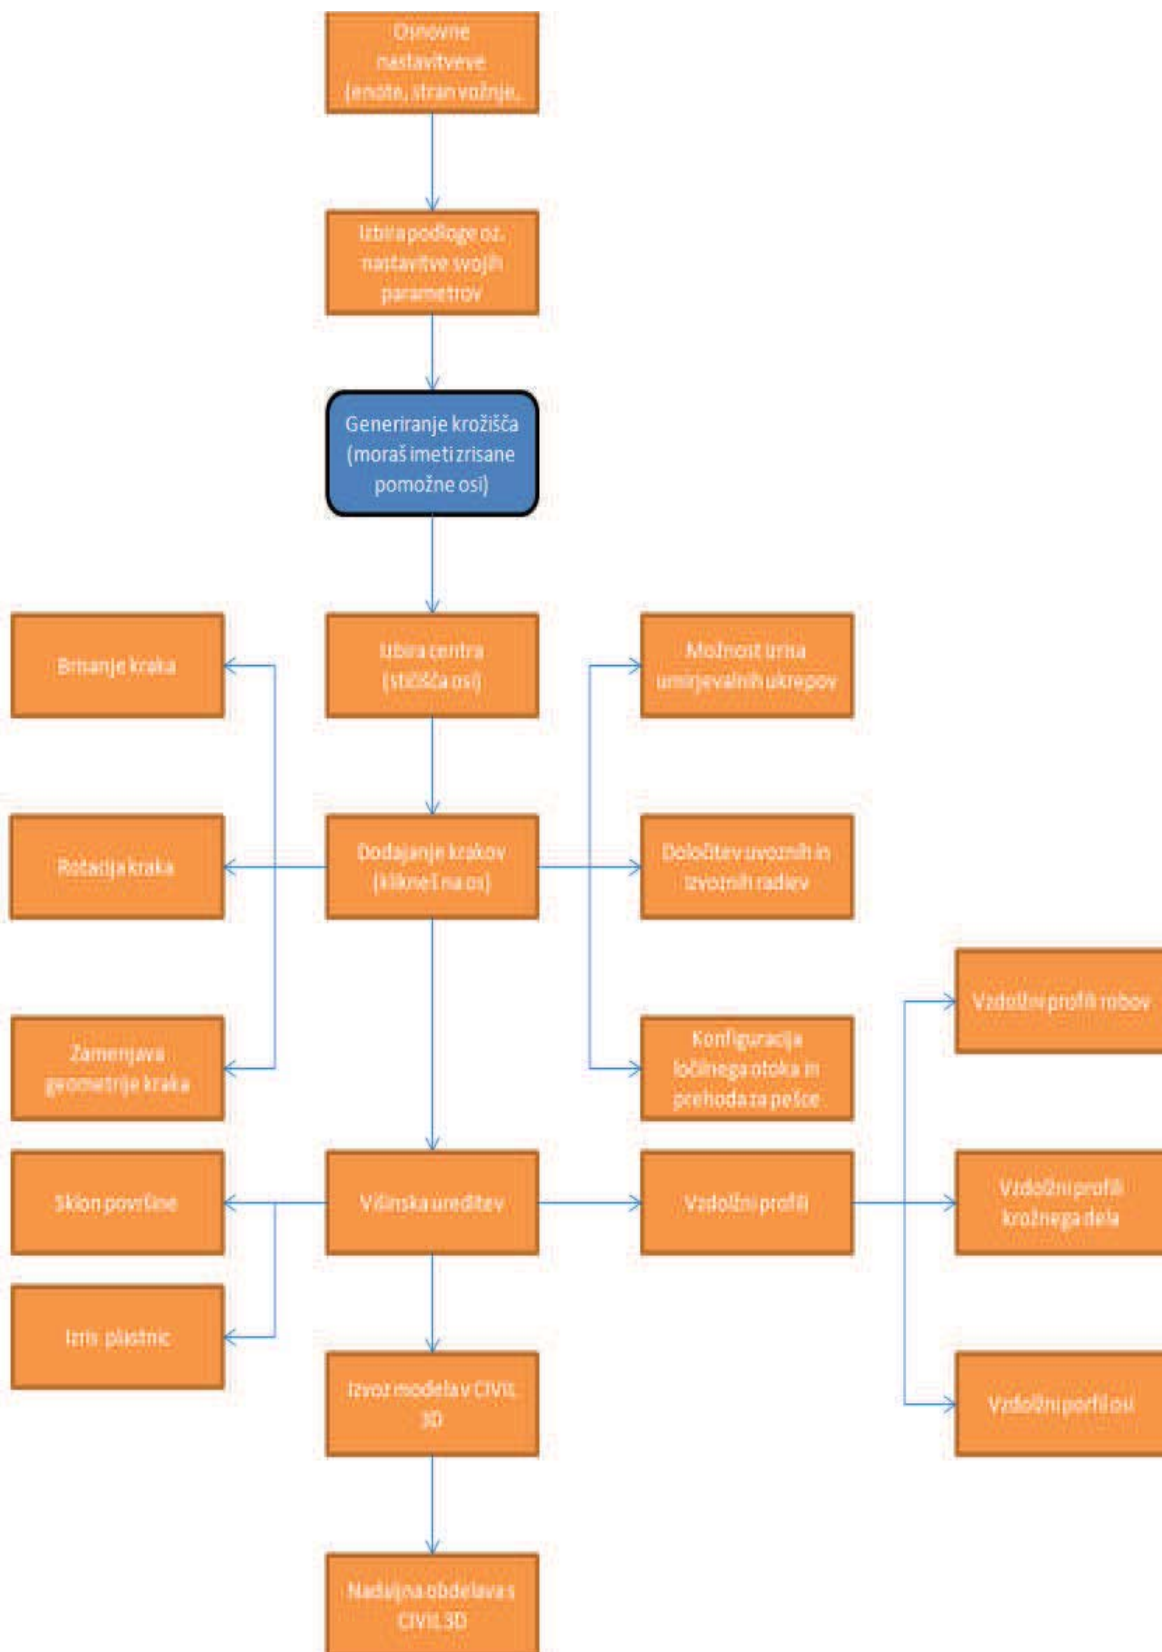 Osnovne
nastavitveve
(enote, stran vožnje,
Izbira podloge oz.
nastavitve svojih
parametrov
Generiranje krožišča
(moraš imeti zrisane
pomožne osi)
Brisanje kraka
Izbira centra
(stičišča osi)
Možnost urisa
umirjevalnih ukrepov
Rotacija kraka
Dodajanje krakov
(klikneš na os)
Določitev uvoznih in
izvoznih radiev
Vzdolžni profili robov
Zamenjava
geometrije kraka
Konfiguracija
ločilnega otoka in
prehoda za pešce
Sklon površine
Višinska ureditev
Vzdolžni profili
Vzdolžni profili
krožnega dela
Izris plastnic
Izvoz modela v CIVIL
3D
Vzdolžni porfil osi
Nadaljna obdelava s
CIVIL 3D